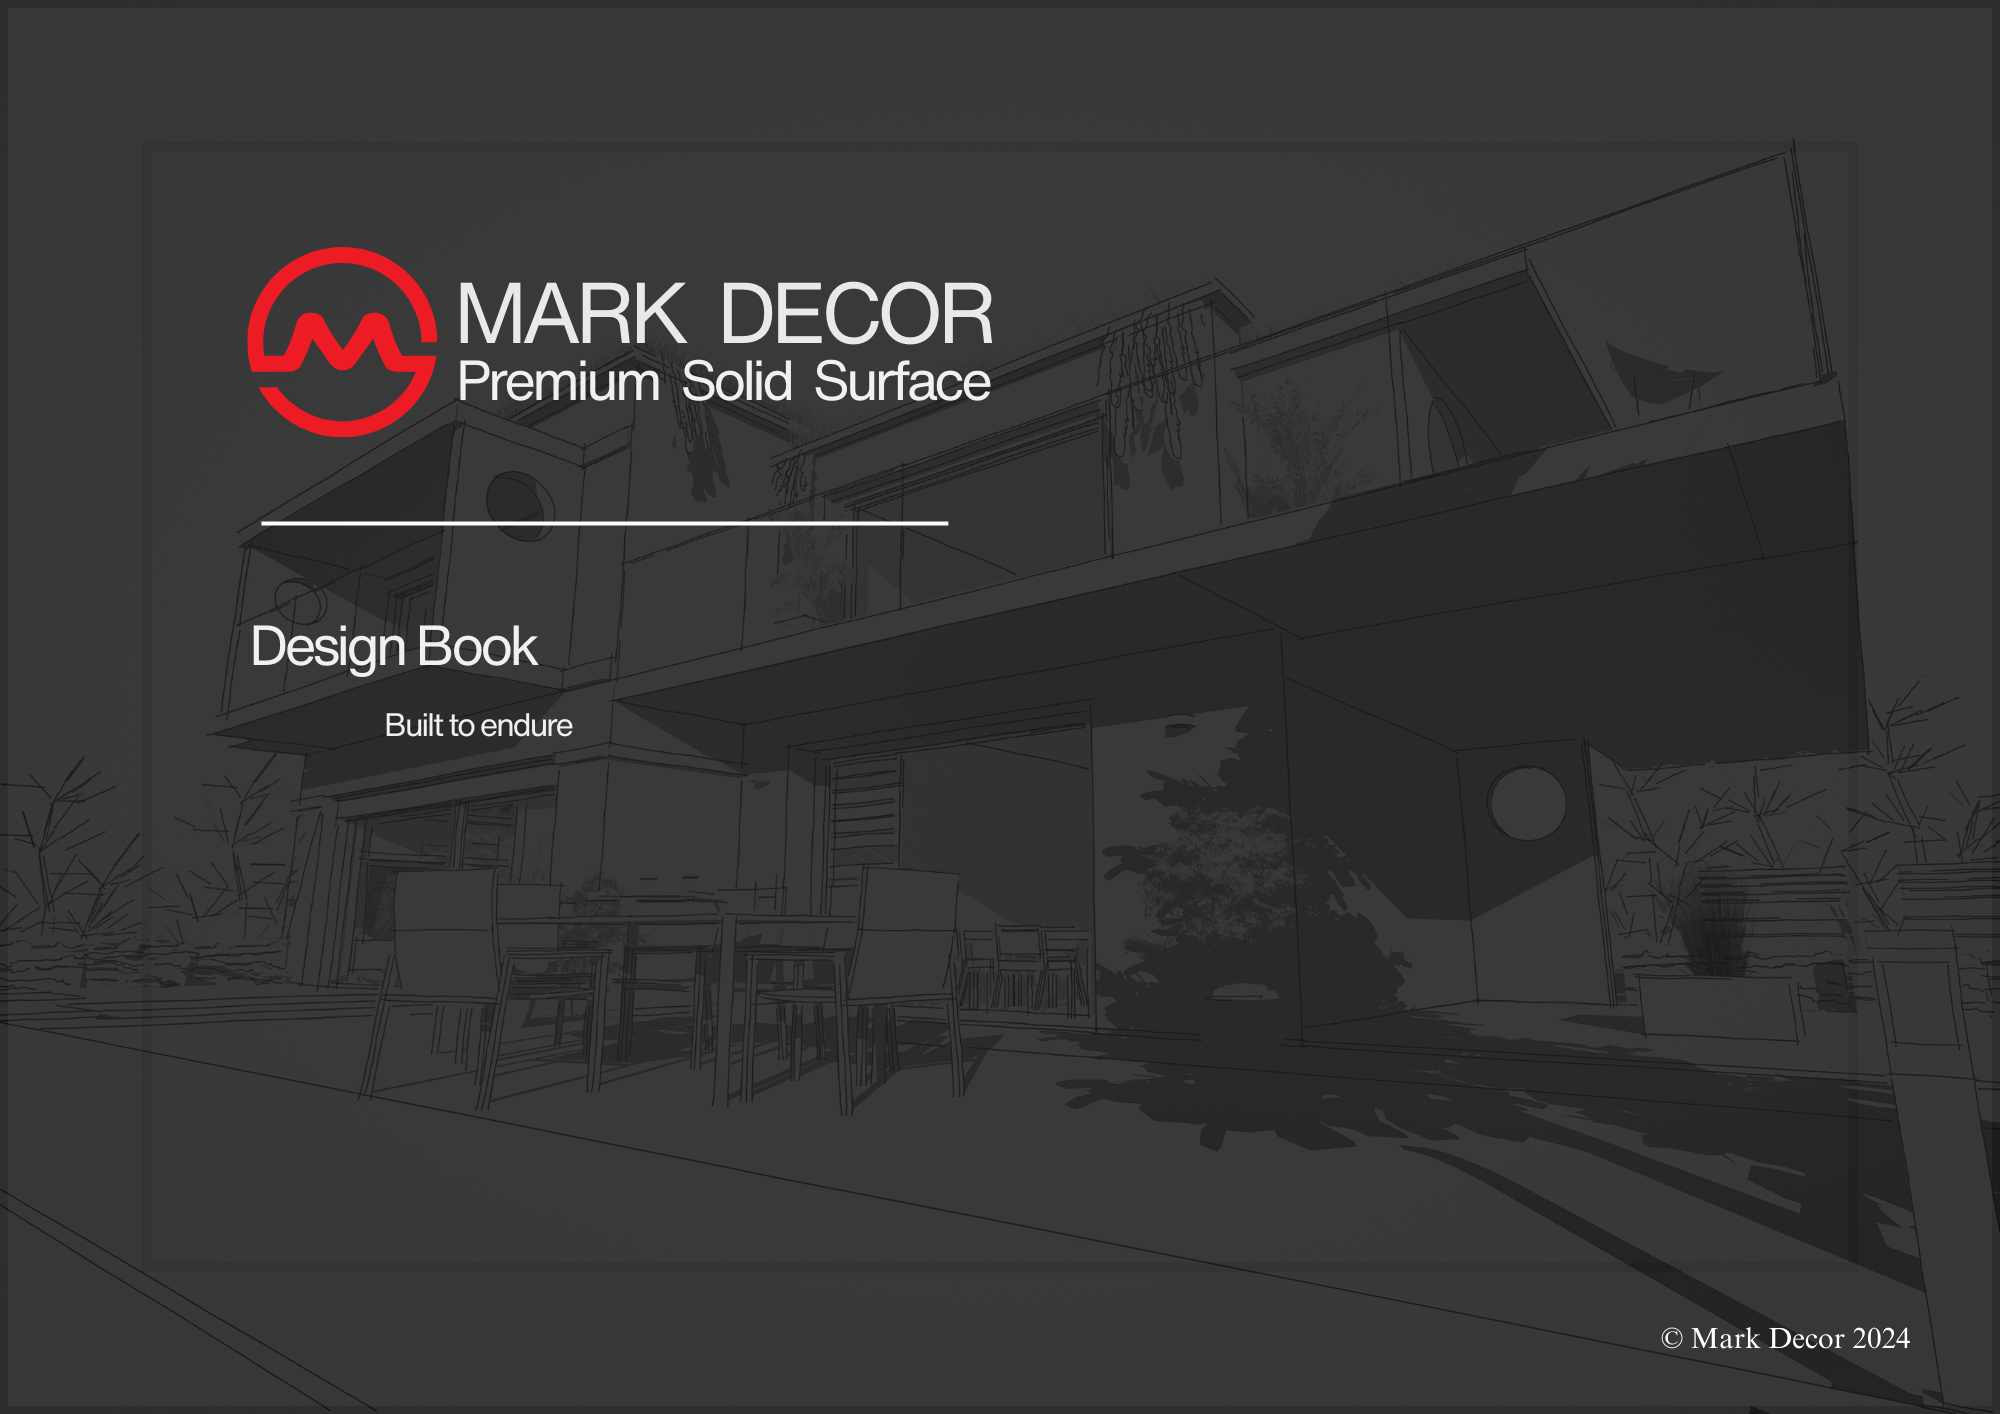 MARK DECOR
Premium Solid Surface
Design Book
Built to endure
© Mark Decor 2024